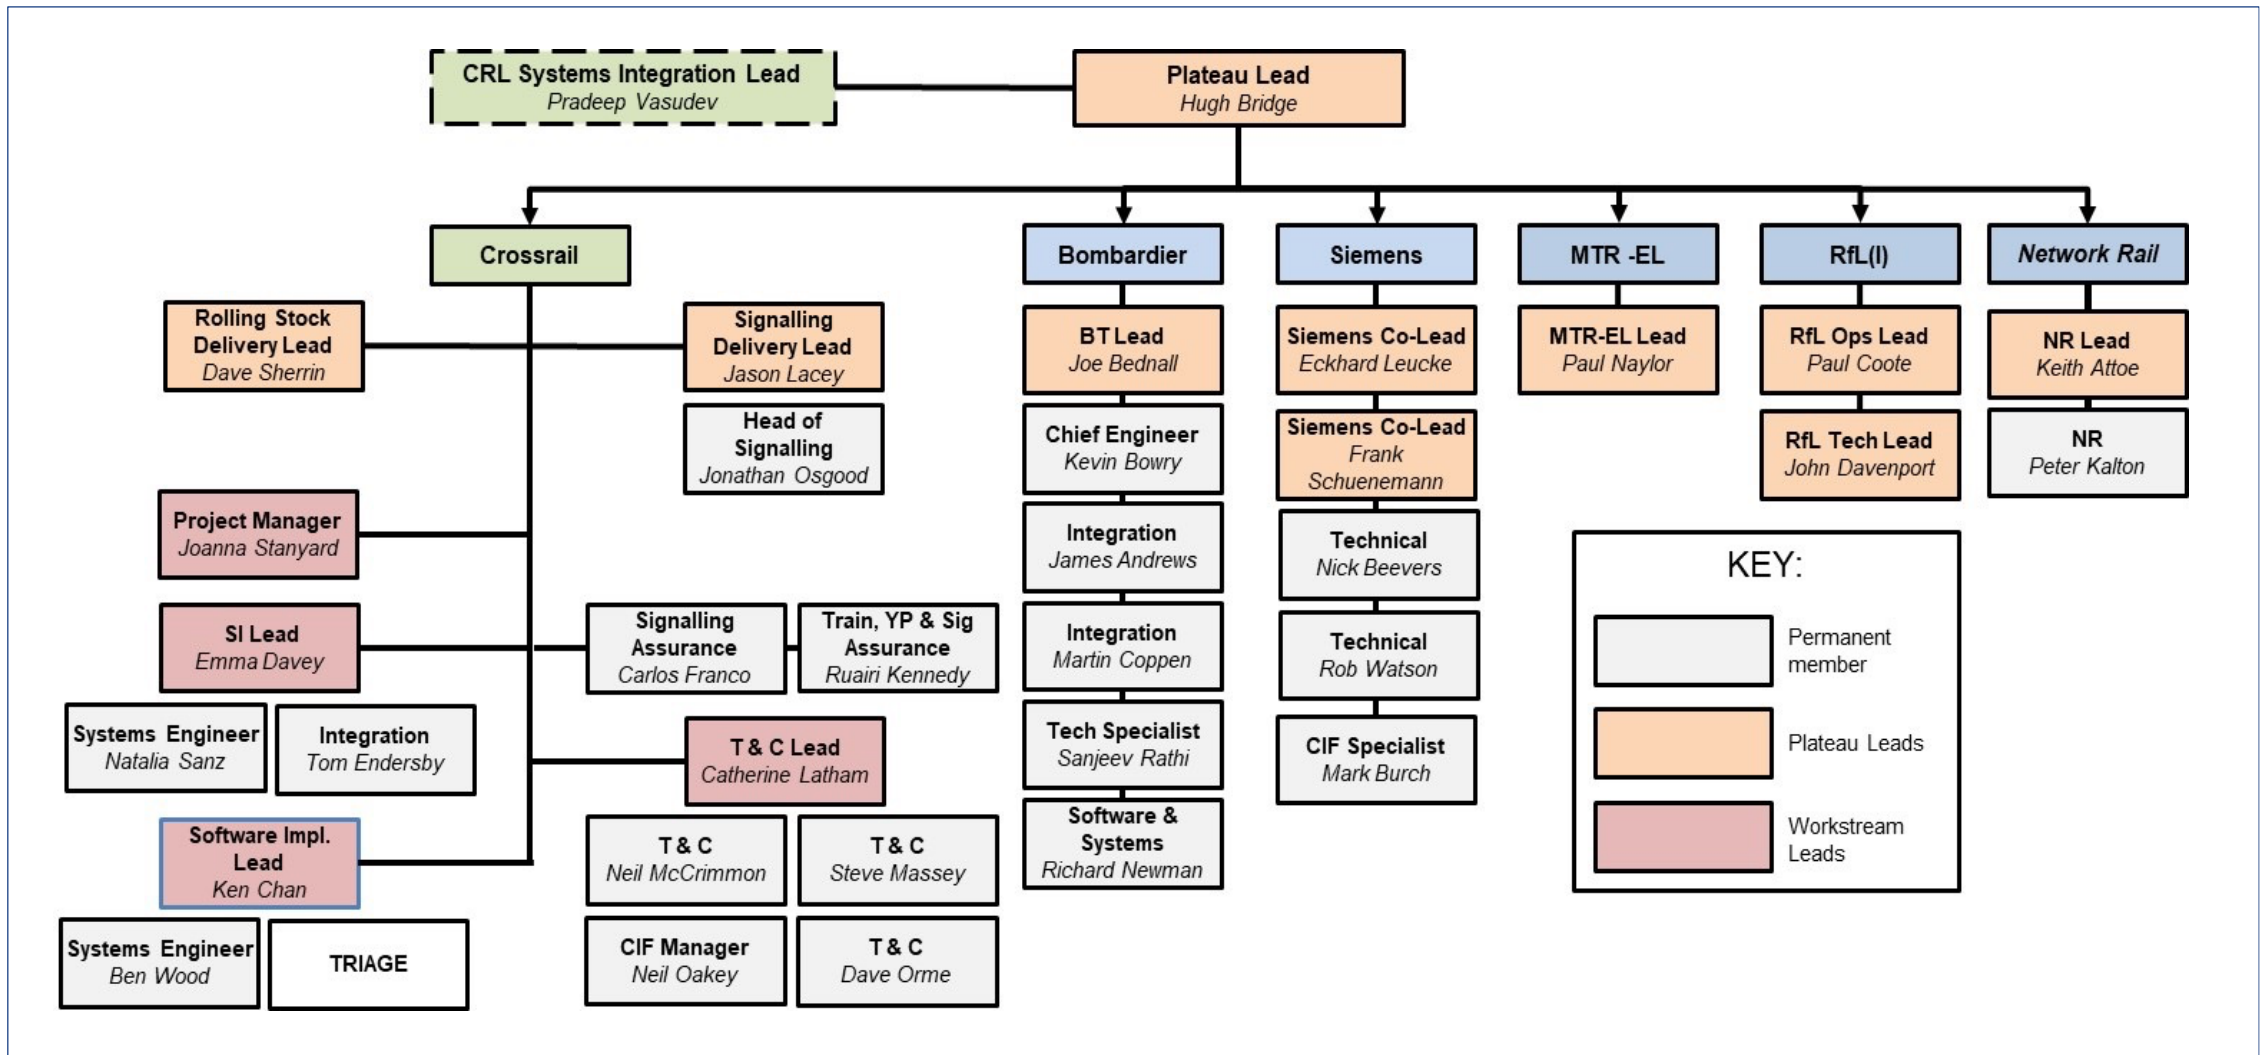 CRL Systems Integration Lead
Pradeep Vasudev
Plateau Lead
Hugh Bridge
Crossrail
Bombardier
Siemens
MTR -EL
RfL(I)
Network Rail
Rolling Stock
Delivery Lead
Dave Sherrin
Signalling
Delivery Lead
Jason Lacey
Head of
Signalling
Jonathan Osgood
Project Manager
Joanna Stanyard
SI Lead
Emma Davey
Signalling
Assurance
Carlos Franco
Train, YP & Sig
Assurance
Ruairi Kennedy
Systems Engineer
Natalia Sanz
Integration
Tom Endersby
T & C Lead
Catherine Latham
Software Impl.
Lead
Ken Chan
T & C
Neil McCrimmon
T & C
Steve Massey
Systems Engineer
Ben Wood
TRIAGE
CIF Manager
Neil Oakey
T & C
Dave Orme
BT Lead
Joe Bednall
Chief Engineer
Kevin Bowry
Integration
James Andrews
Integration
Martin Coppen
Tech Specialist
Sanjeev Rathi
Software &
Systems
Richard Newman
Siemens Co-Lead
Eckhard Leucke
Siemens Co-Lead
Frank
Schuenemann
Technical
Nick Beevers
Technical
Rob Watson
CIF Specialist
Mark Burch
MTR-EL Lead
Paul Naylor
RfL Ops Lead
Paul Coote
RfL Tech Lead
John Davenport
NR Lead
Keith Attoe
NR
Peter Kalton
KEY:
Permanent
member
Plateau Leads
Workstream
Leads